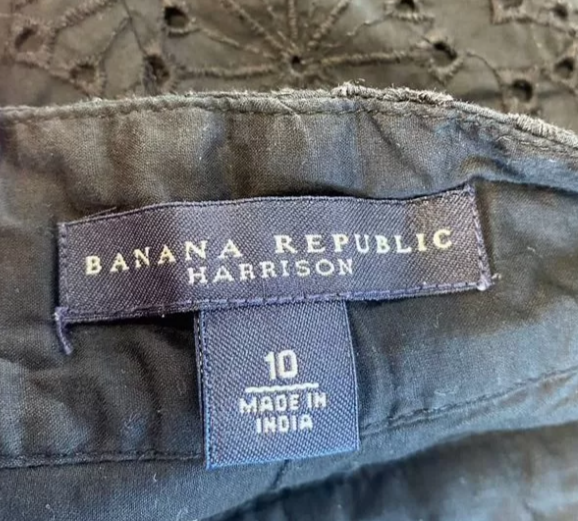 BANANA REPUBLIC
HARRISON
10
MADE IN
INDIA